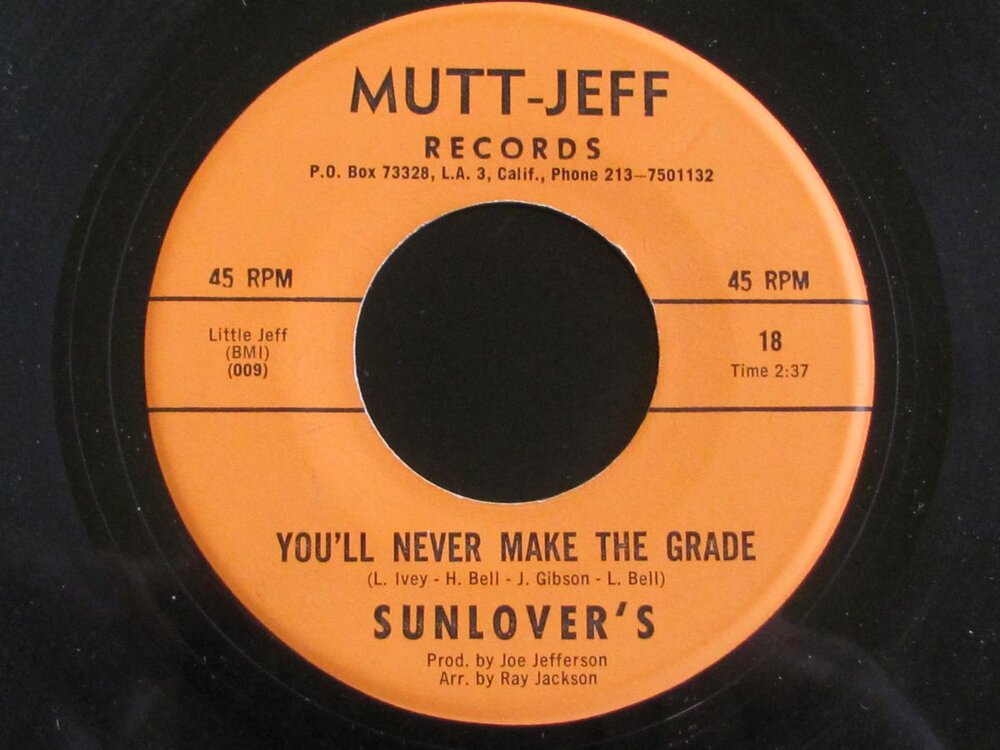 MUTT-JEFF
RECORDS
P.O. Box 73328, L.A. 3, Calif., Phone 213-7501132
45 RPM
45 RPM
Little Jeff
(BMI)
(009)
18
Time 2:37
YOU'LL NEVER MAKE THE GRADE
(L. Ivey - H. Bell - J. Gibson - L. Bell)
SUNLOVER'S
Prod. by Joe Jefferson
Arr. by Ray Jackson